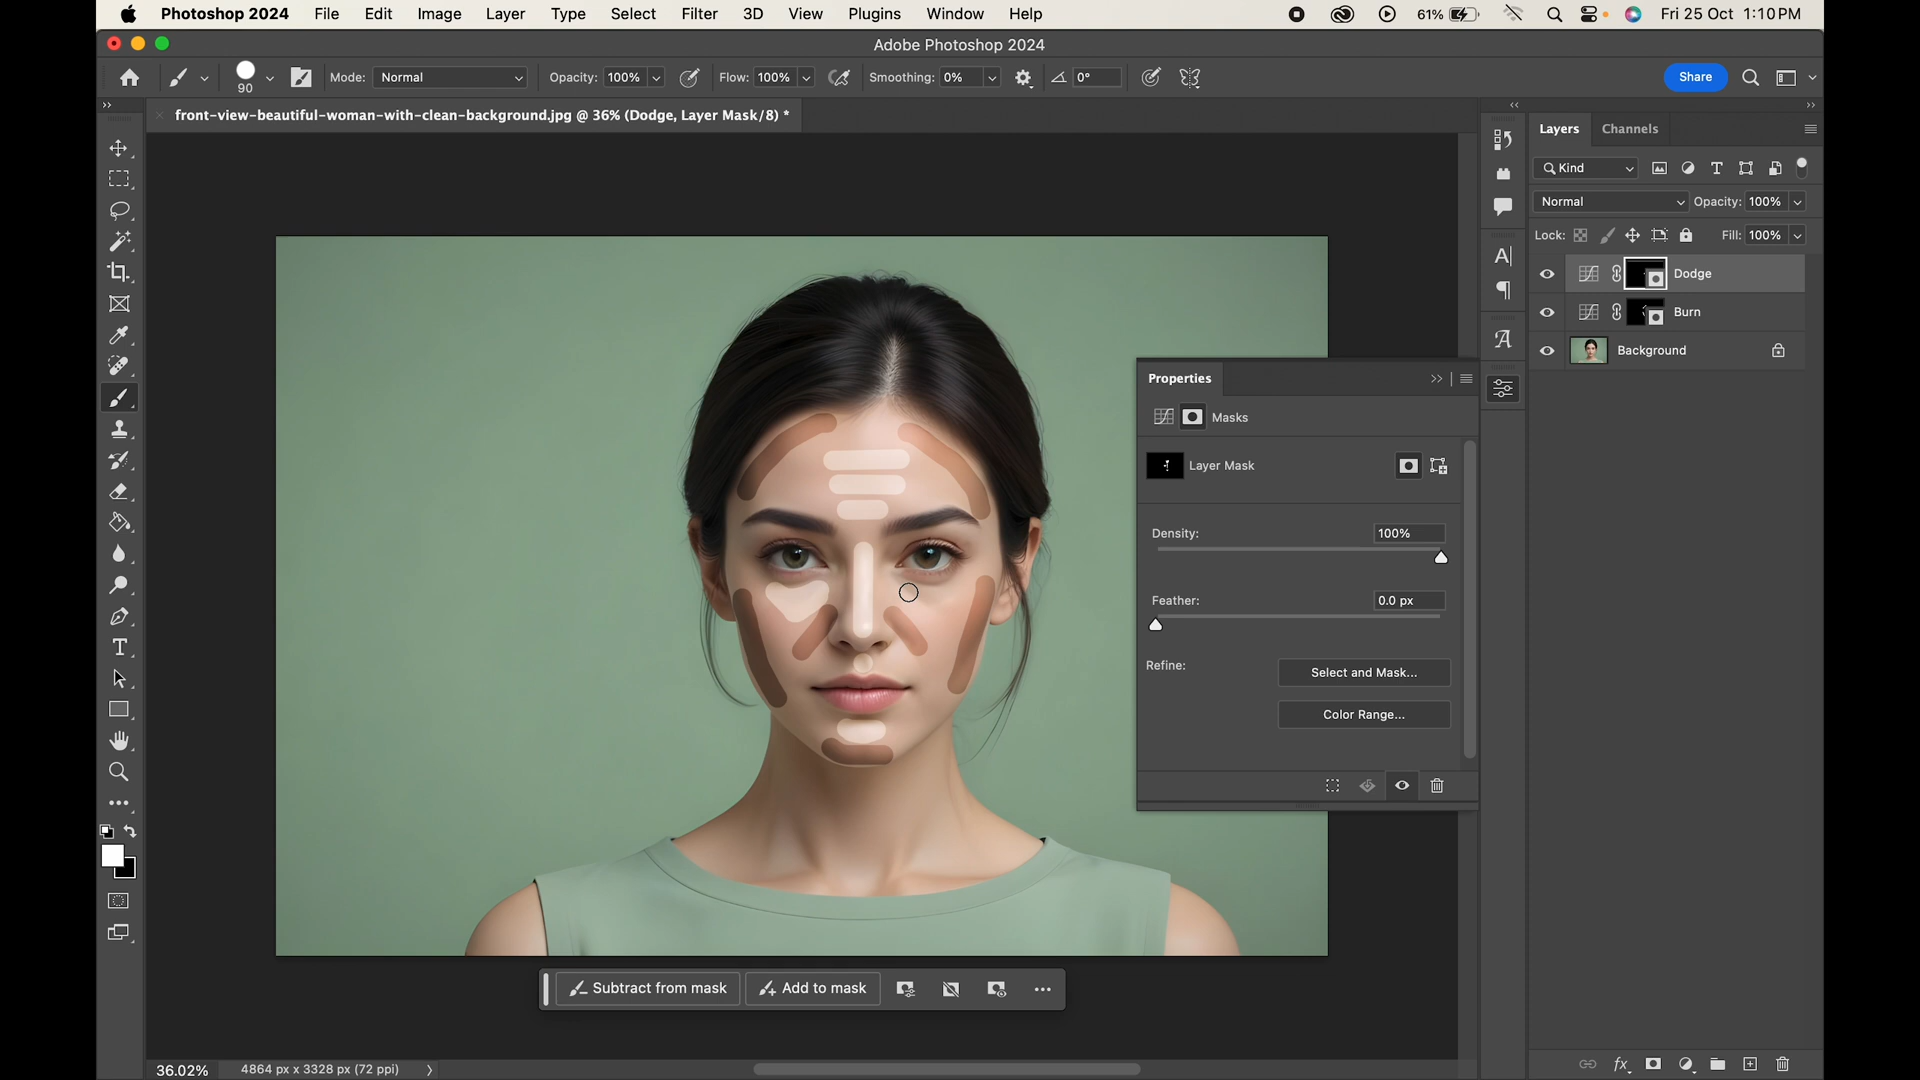 Photoshop 2024 File Edit Image Layer Type Select Filter 3D View Plugins Window Help 61% Fri 25 Oct 1:10 PM
Adobe Photoshop 2024
90 Mode: Normal Opacity: 100% Flow: 100% Smoothing: 0% 0° Share
front-view-beautiful-woman-with-clean-background.jpg @ 36% (Dodge, Layer Mask/8) *
Layers Channels
Kind
Normal Opacity: 100%
Lock: Fill: 100%
Dodge
Burn
Background
Properties
Masks
Layer Mask
Density: 100%
Feather: 0.0 px
Refine: Select and Mask...
Color Range...
Subtract from mask Add to mask
36.02% 4864 px x 3328 px (72 ppi)